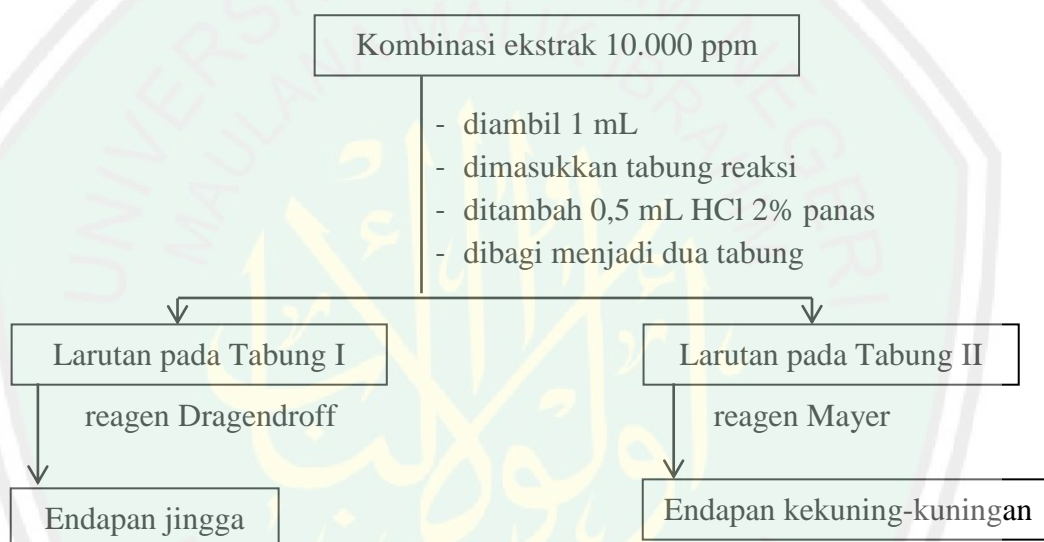 Kombinasi ekstrak 10.000 ppm
- diambil 1 mL
- dimasukkan tabung reaksi
- ditambah 0,5 mL HCl 2% panas
- dibagi menjadi dua tabung
Larutan pada Tabung I
Larutan pada Tabung II
reagen Dragendroff
reagen Mayer
Endapan jingga
Endapan kekuning-kuningan